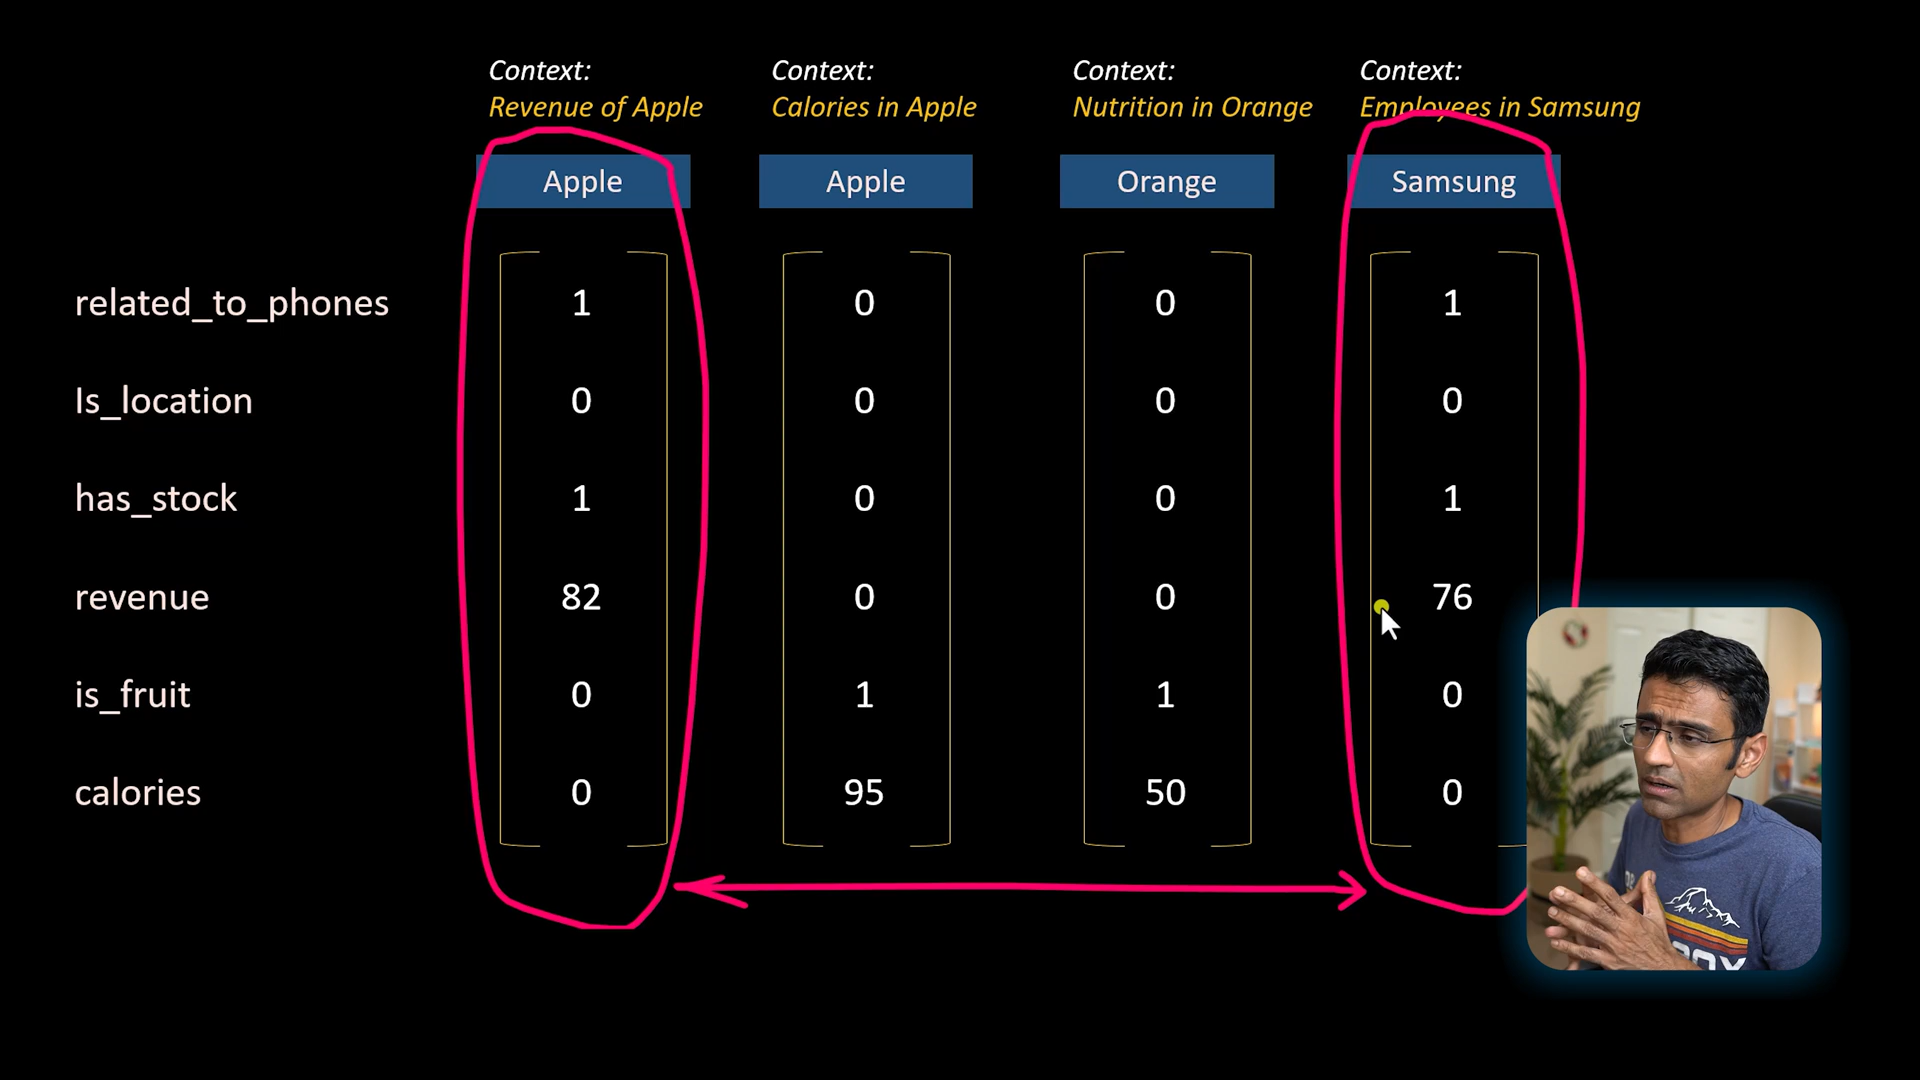 Context: Context: Context: Context:
Revenue of Apple Calories in Apple Nutrition in Orange Employees in Samsung
Apple Apple Orange Samsung
related_to_phones 1 0 0 1
Is_location 0 0 0 0
has_stock 1 0 0 1
revenue 82 0 0 76
is_fruit 0 1 1 0
calories 0 95 50 0